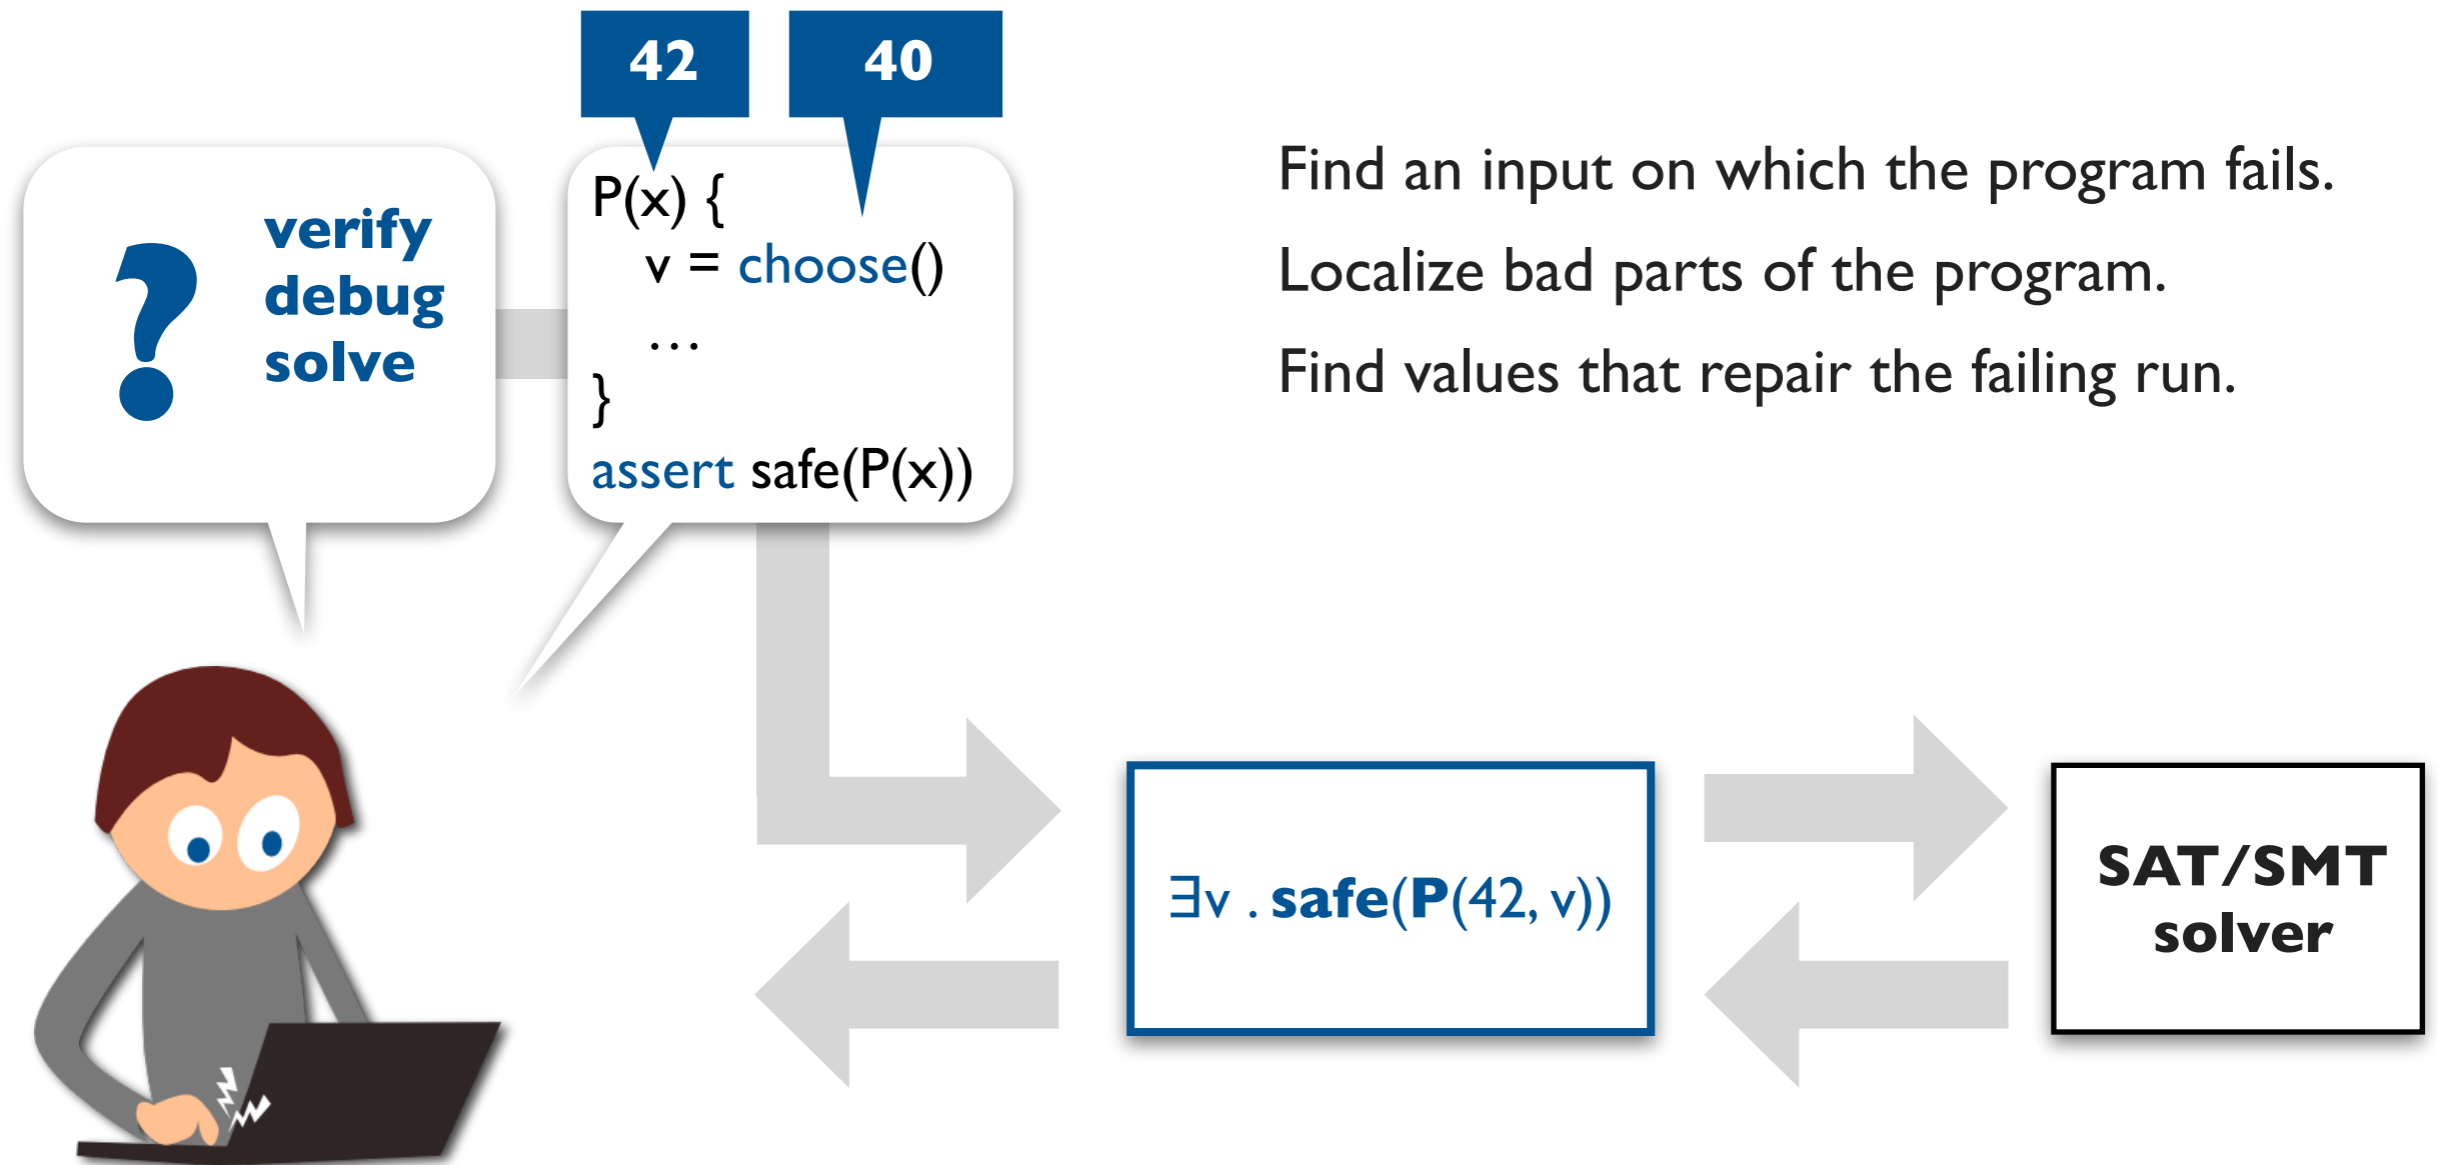 42
40
?
verify
debug
solve
P(x) {
v = choose()
…
}
assert safe(P(x))
Find an input on which the program fails.
Localize bad parts of the program.
Find values that repair the failing run.
∃v . safe(P(42, v))
SAT/SMT
solver